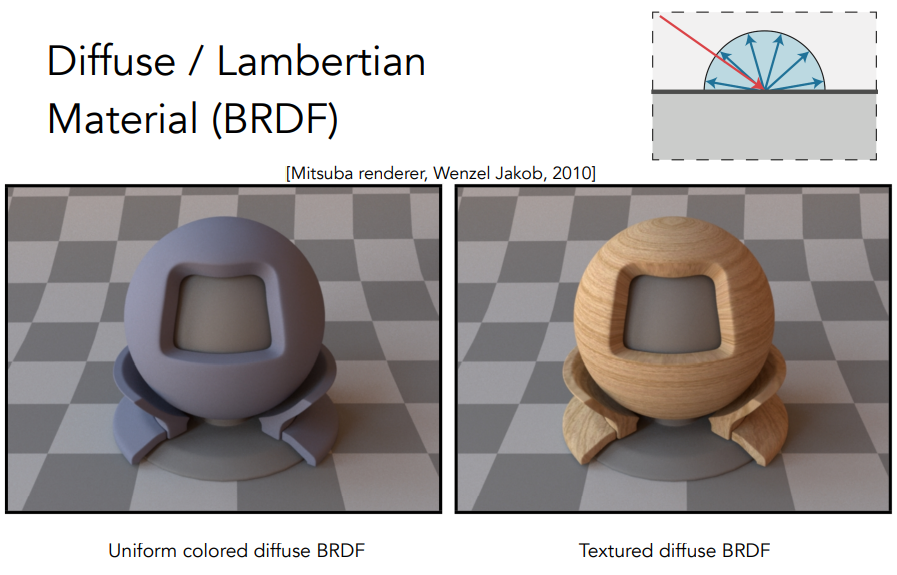 Diffuse / Lambertian
Material (BRDF)
[Mitsuba renderer, Wenzel Jakob, 2010]
Uniform colored diffuse BRDF
Textured diffuse BRDF